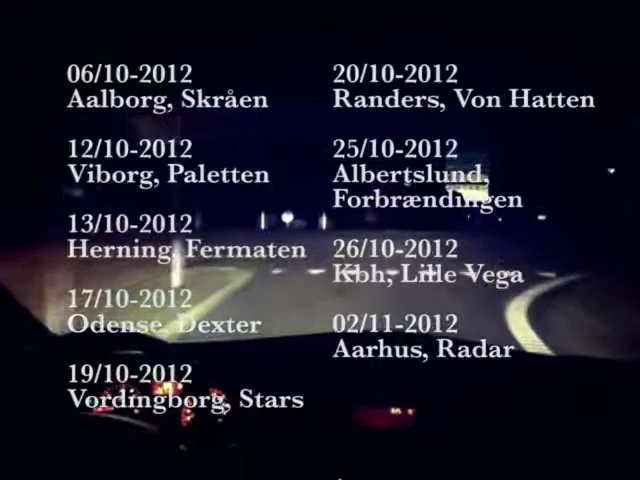 06/10-2012
Aalborg, Skråen
12/10-2012
Viborg, Paletten
13/10-2012
Herning, Fermaten
17/10-2012
Odense, Dexter
19/10-2012
Vordingborg, Stars
20/10-2012
Randers, Von Hatten
25/10-2012
Albertslund,
Forbrændingen
26/10-2012
Kbh, Lille Vega
02/11-2012
Aarhus, Radar